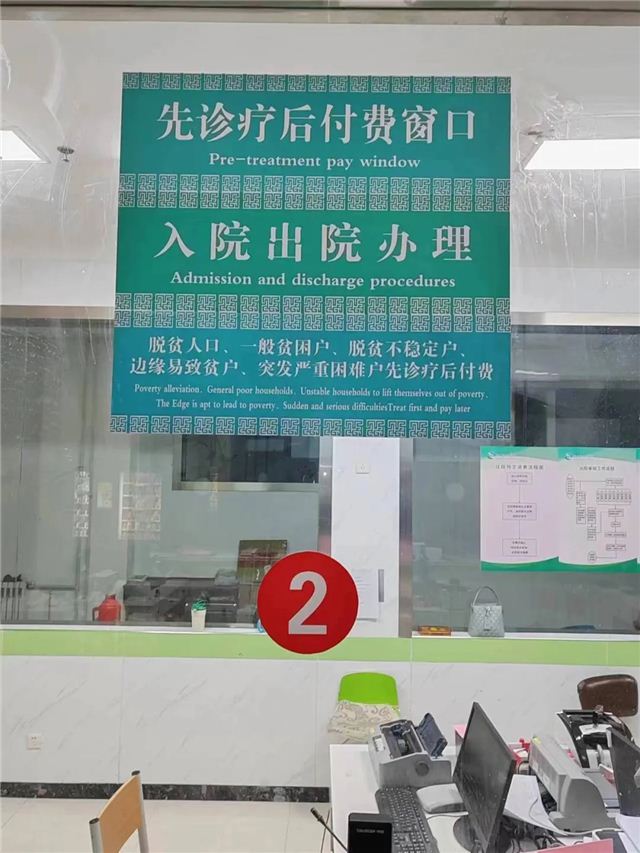 先诊疗后付费窗口
Pre-treatment pay window
入院出院办理
Admission and discharge procedures
脱贫人口、一般贫困户、脱贫不稳定户、
边缘易致贫户、突发严重困难户先诊疗后付费
Poverty alleviation、General poor households、Unstable households to lift themselves out of poverty、
The Edge is apt to lead to poverty、Sudden and serious difficultiesTreat first and pay later
2